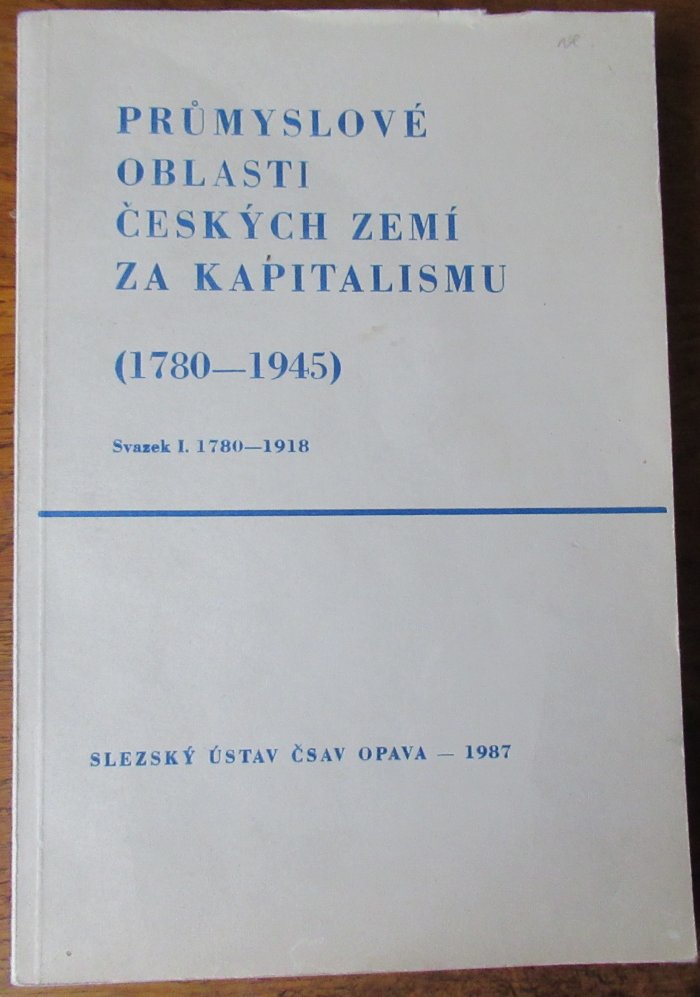 PRŮMYSLOVÉ
OBLASTI
ČESKÝCH ZEMÍ
ZA KAPITALISMU
(1780—1945)
Svazek I. 1780—1918
SLEZSKÝ ÚSTAV ČSAV OPAVA — 1987